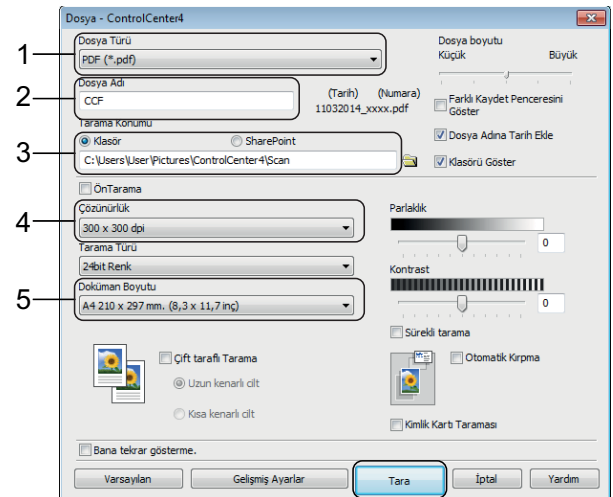 Dosya - ControlCenter4
1
Dosya Türü
PDF (*.pdf)
Dosya boyutu
Küçük Büyük
2
Dosya Adı
CCF
(Tarih) (Numara)
11032014_xxxx.pdf
Farklı Kaydet Penceresini
Göster
Dosya Adına Tarih Ekle
Klasörü Göster
Tarama Konumu
3
Klasör SharePoint
C:\Users\User\Pictures\ControlCenter4\Scan
ÖnTarama
4
Çözünürlük
300 x 300 dpi
Tarama Türü
24bit Renk
5
Doküman Boyutu
A4 210 x 297 mm. (8,3 x 11,7 inç)
Parlaklık
0
Kontrast
0
Sürekli tarama
Çift taraflı Tarama
Uzun kenarlı cilt
Kısa kenarlı cilt
Otomatik Kırpma
Kimlik Kartı Taraması
Bana tekrar gösterme.
Varsayılan Gelişmiş Ayarlar Tara İptal Yardım